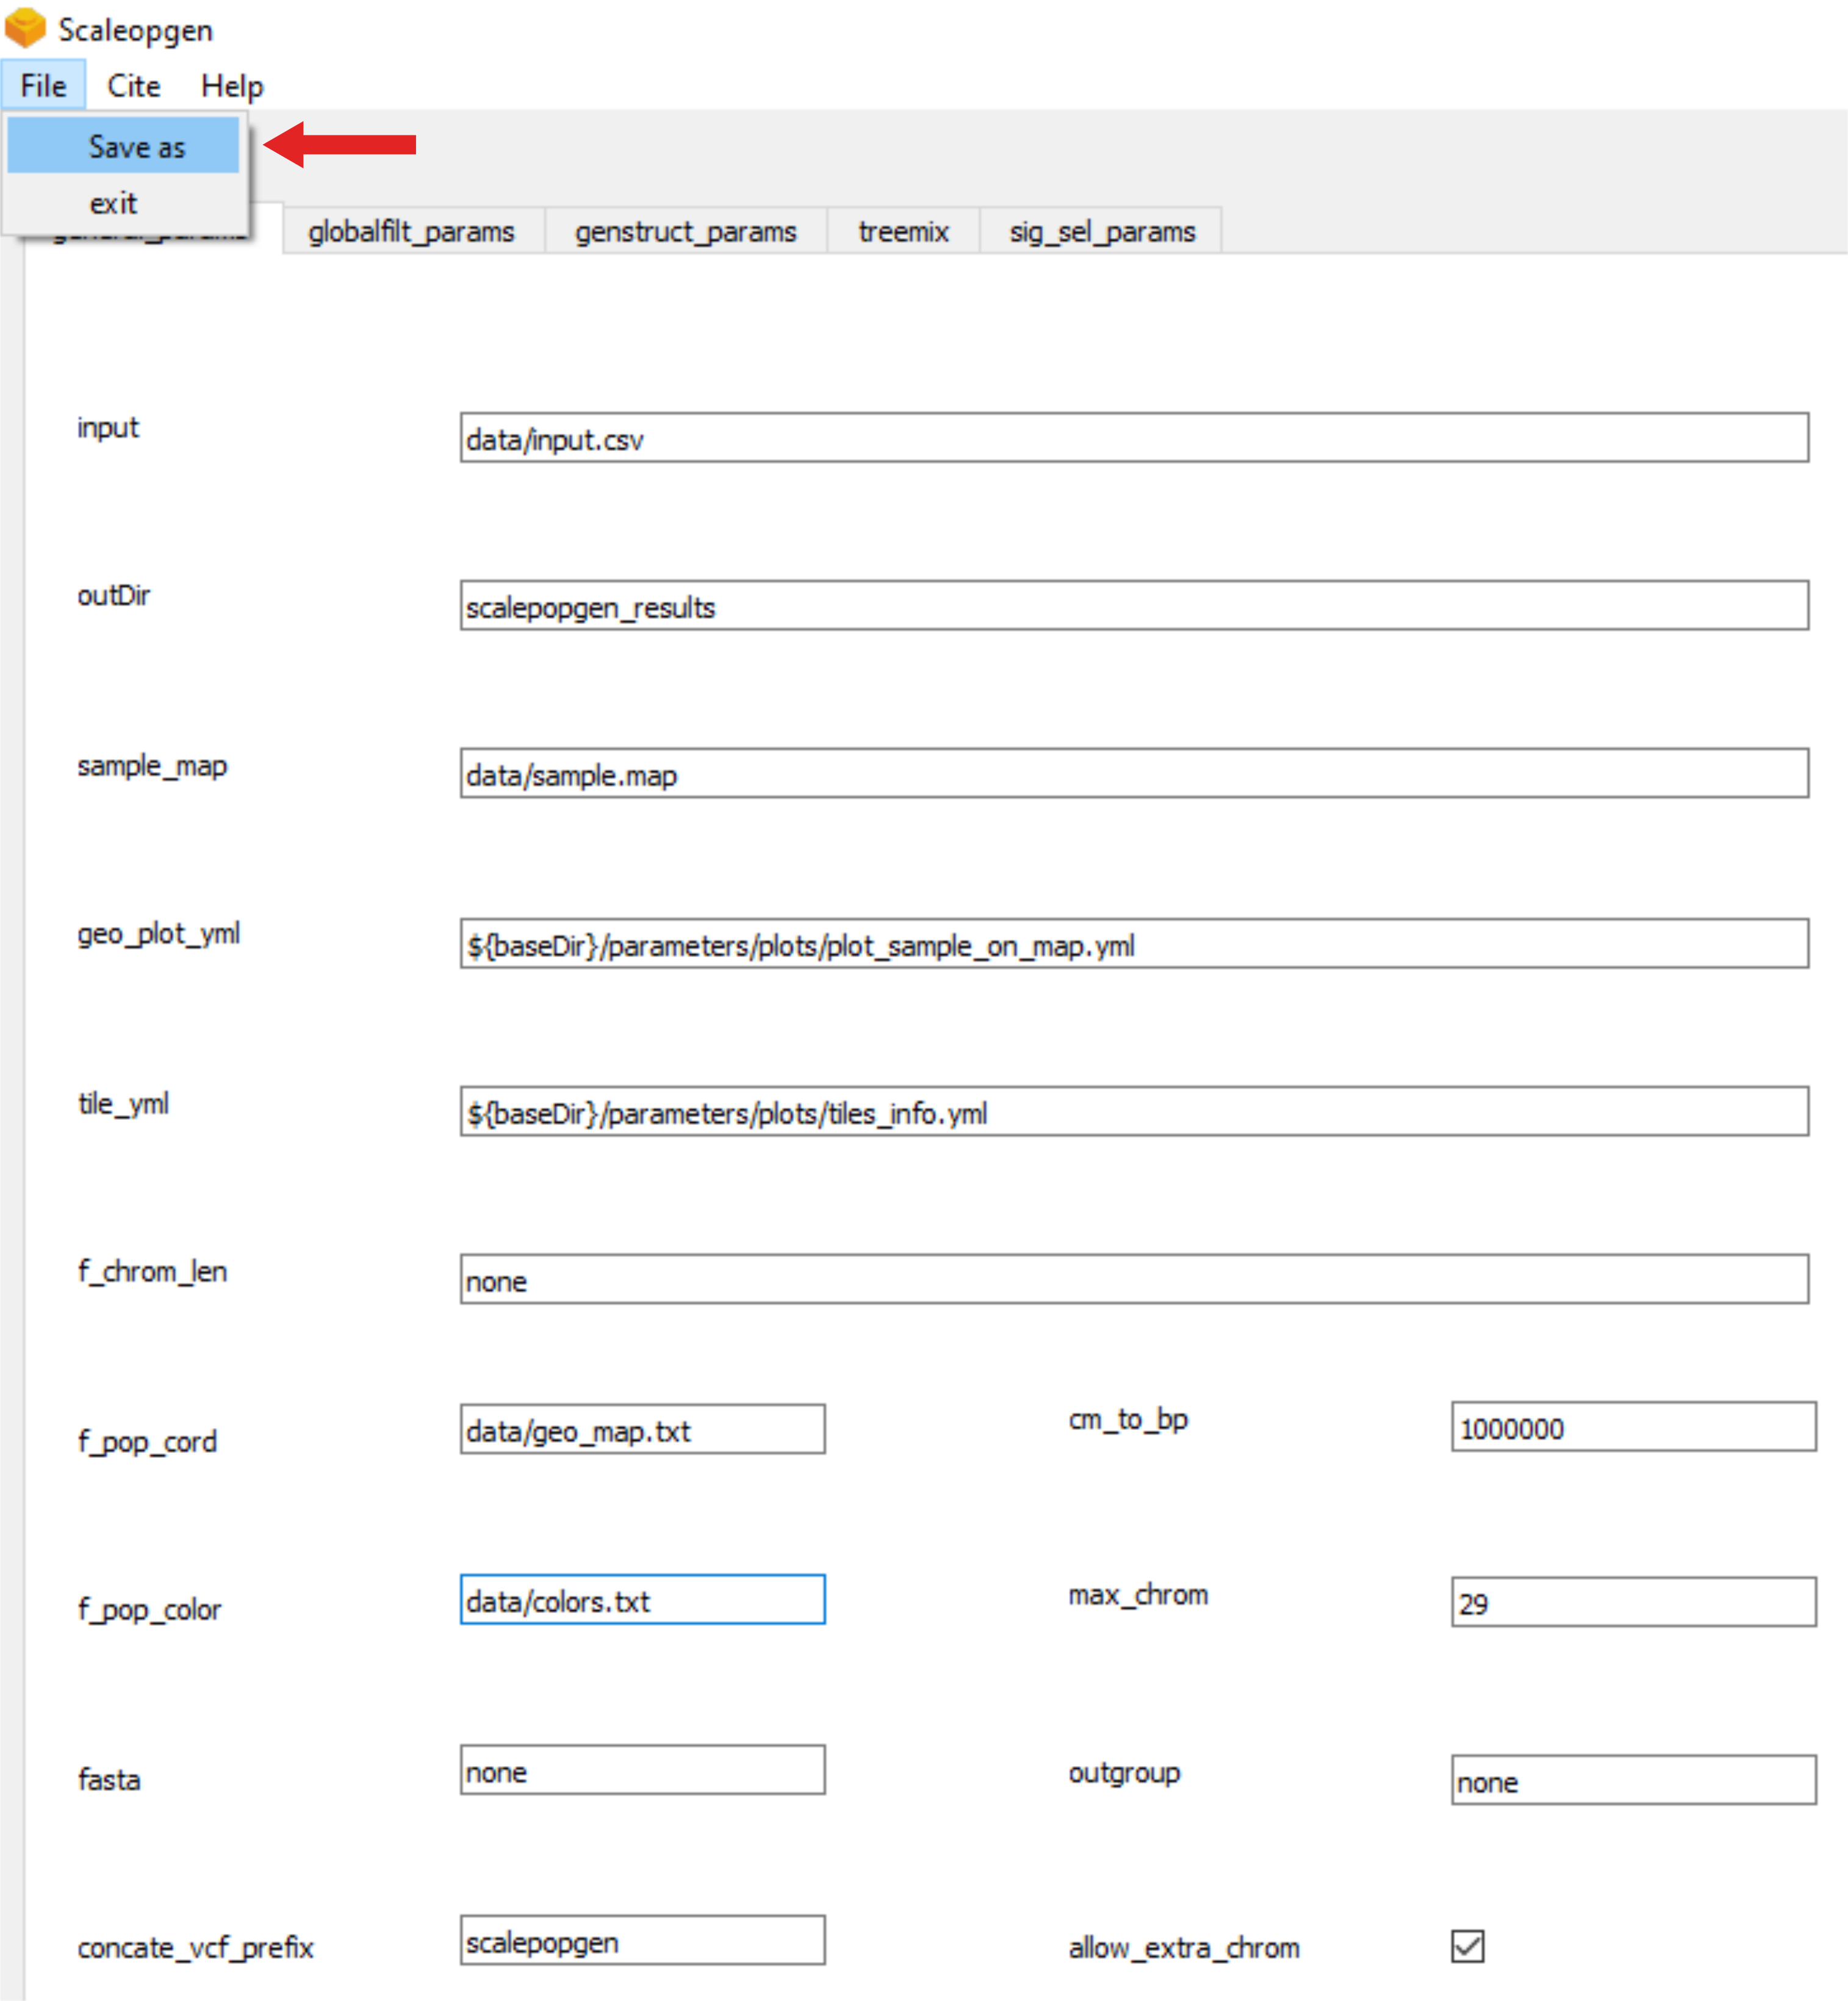 Scaleopgen
File Cite Help
Save as
exit
general_params globalfilt_params genstruct_params treemix sig_sel_params
input data/input.csv
outDir scalepopgen_results
sample_map data/sample.map
geo_plot_yml ${baseDir}/parameters/plots/plot_sample_on_map.yml
tile_yml ${baseDir}/parameters/plots/tiles_info.yml
f_chrom_len none
f_pop_cord data/geo_map.txt cm_to_bp 1000000
f_pop_color data/colors.txt max_chrom 29
fasta none outgroup none
concate_vcf_prefix scalepopgen allow_extra_chrom